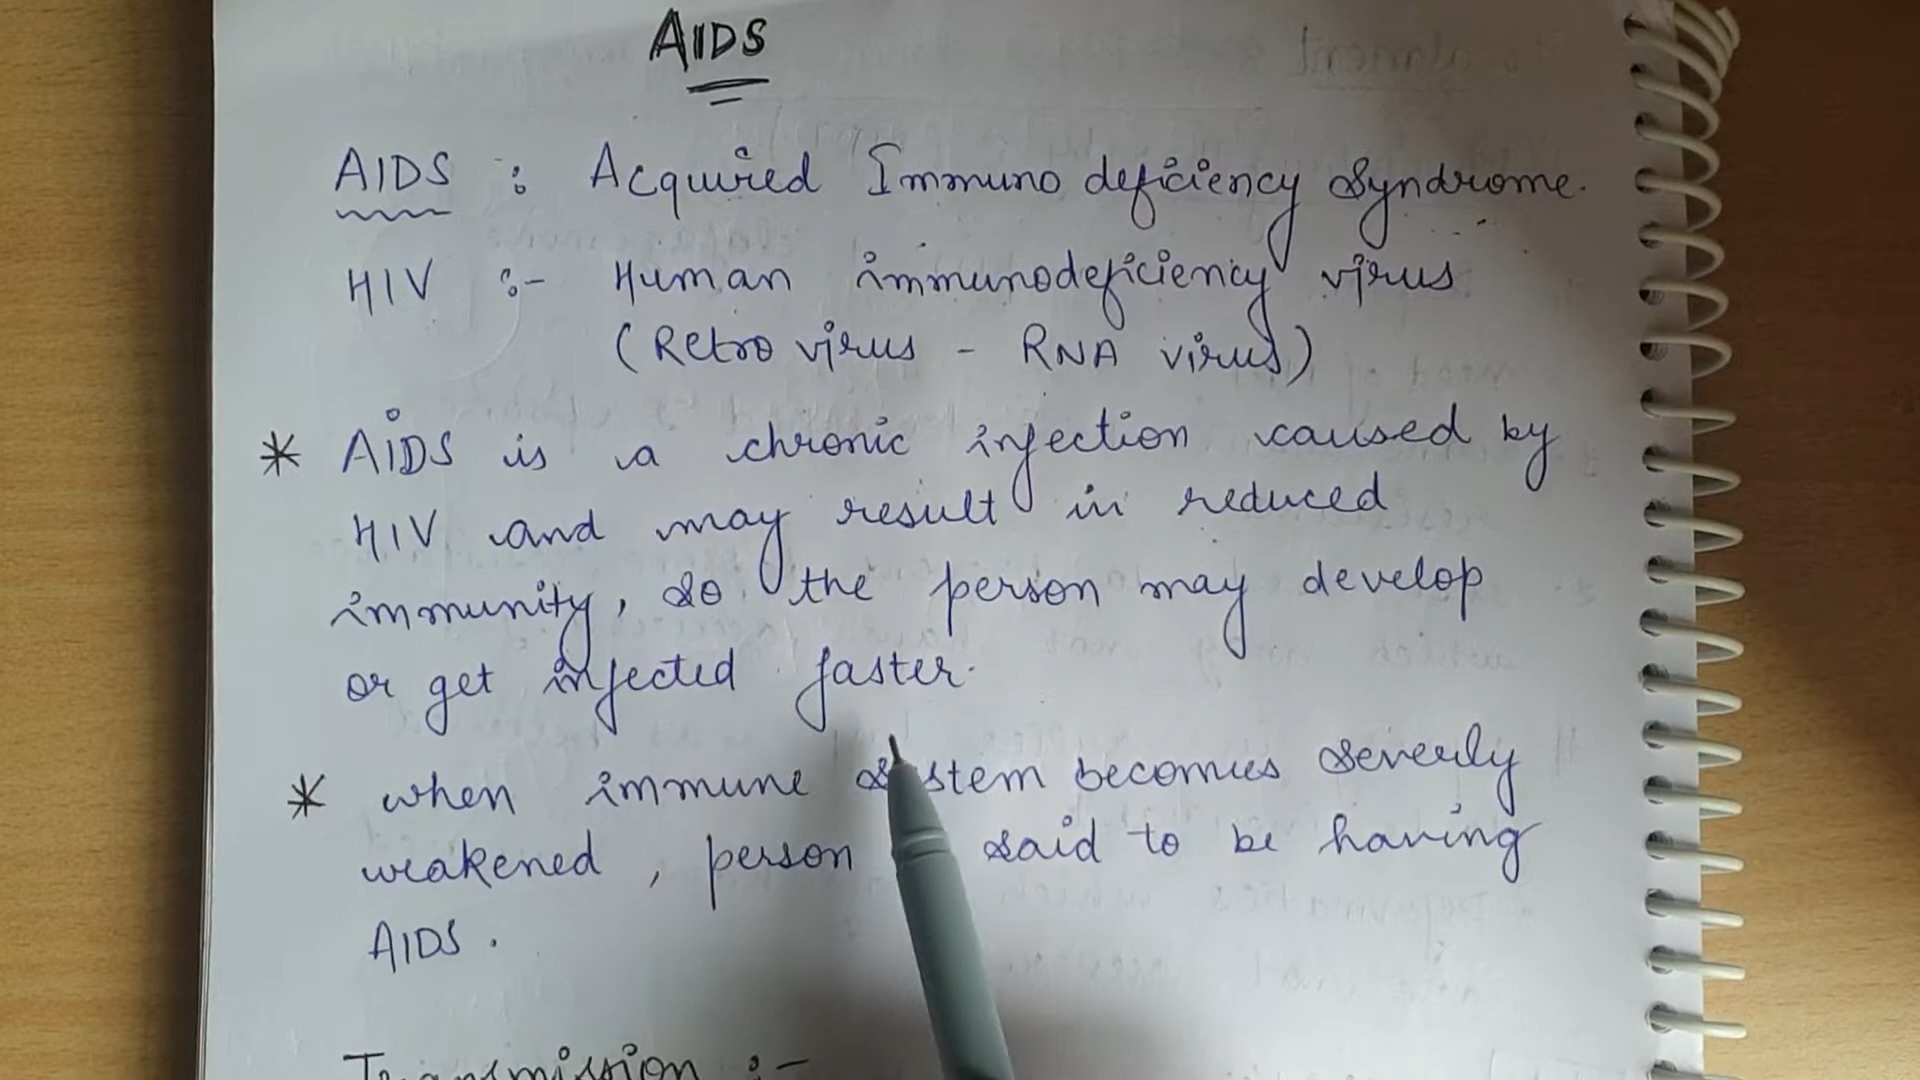 AIDS
AIDS : Acquired Immuno deficiency syndrome.
HIV :- Human immunodeficiency virus
(Retro virus - RNA virus)
* AIDS is a chronic infection caused by
HIV and may result in reduced
immunity, so the person may develop
or get infected faster.
* when immune system becomes severly
weakened, person said to be having
AIDS.
Transmission :-